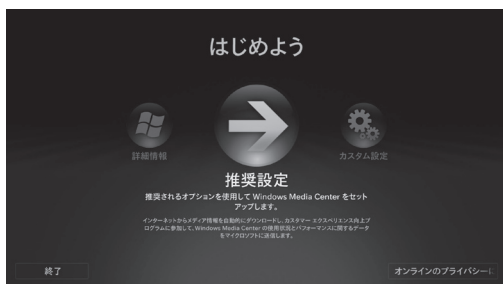 はじめよう
詳細情報
カスタム設定
推奨設定
推奨されるオプションを使用して Windows Media Center をセット
アップします。
インターネットからメディア情報を自動的にダウンロードし、カスタマー エクスペリエンス向上プ
ログラムに参加して、Windows Media Center の使用状況とパフォーマンスに関するデータ
をマイクロソフトに送信します。
終了
オンラインのプライバシー